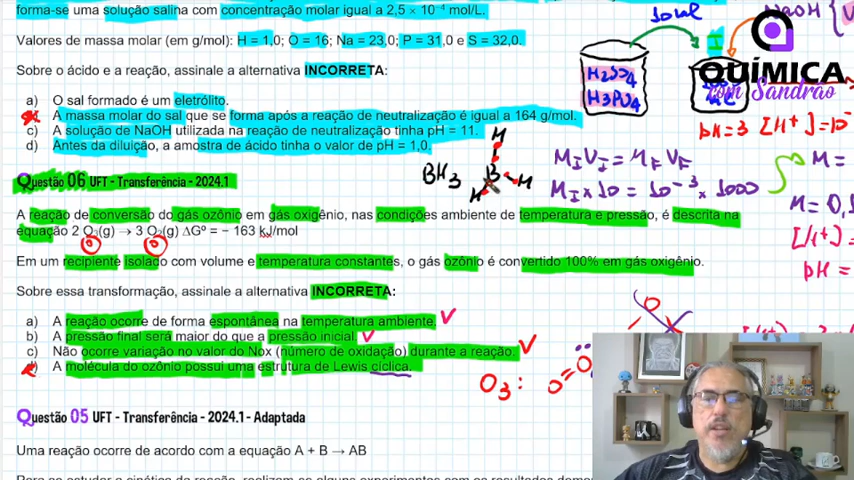 forma-se uma solução salina com concentração molar igual a 2,5 × 10⁻⁴ mol/L.
Valores de massa molar (em g/mol): H = 1,0; O = 16; Na = 23,0; P = 31,0 e S = 32,0.
Sobre o ácido e a reação, assinale a alternativa INCORRETA:
a) O sal formado é um eletrólito.
A massa molar do sal que se forma após a reação de neutralização é igual a 164 g/mol.
c) A solução de NaOH utilizada na reação de neutralização tinha pH = 11.
d) Antes da diluição, a amostra de ácido tinha o valor de pH = 1,0.
Questão 06 UFT - Transferência - 2024.1
A reação de conversão do gás ozônio em gás oxigênio, nas condições ambiente de temperatura e pressão, é descrita na
equação 2 O₃(g) → 3 O₂(g) ΔGº = − 163 kJ/mol
Em um recipiente isolado com volume e temperatura constantes, o gás ozônio é convertido 100% em gás oxigênio.
Sobre essa transformação, assinale a alternativa INCORRETA:
a) A reação ocorre de forma espontânea na temperatura ambiente. V
b) A pressão final será maior do que a pressão inicial. V
c) Não ocorre variação no valor do Nox (número de oxidação) durante a reação. V
A molécula do ozônio possui uma estrutura de Lewis cíclica.
Questão 05 UFT - Transferência - 2024.1 - Adaptada
Uma reação ocorre de acordo com a equação A + B → AB
10mL
NaOH
H2SO4
H3PO4
QUÍMICA
com Sandrão
pH=3 [H+]=10
BH3
H
B
H
H
MIVI = MFVF
MI x 10 = 10⁻³ x 1000
M =
M = 0,
[H+] =
pH =
O
O3: O=O